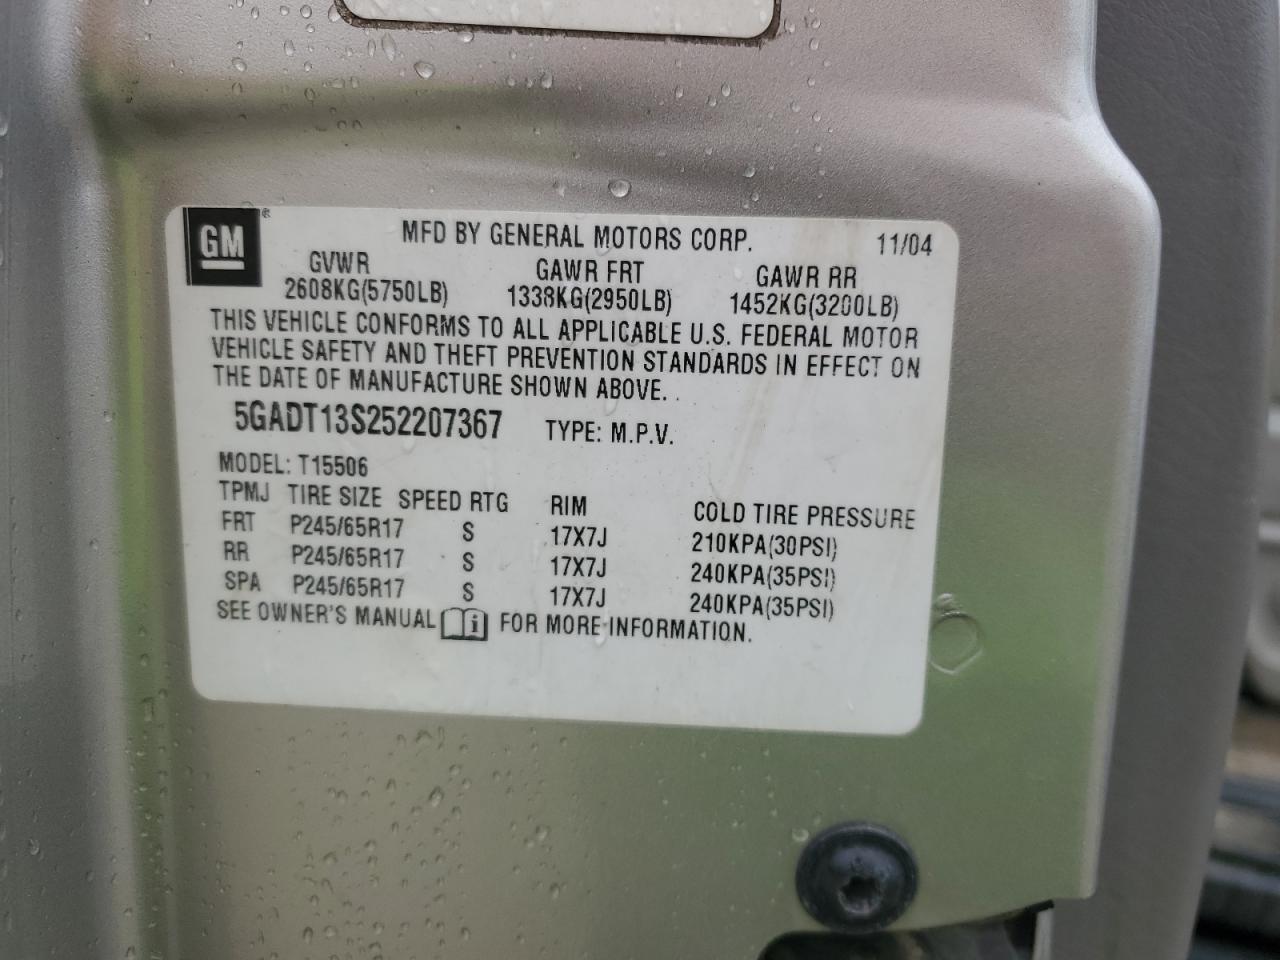 GM® MFD BY GENERAL MOTORS CORP. 11/04
GVWR GAWR FRT GAWR RR
2608KG(5750LB) 1338KG(2950LB) 1452KG(3200LB)
THIS VEHICLE CONFORMS TO ALL APPLICABLE U.S. FEDERAL MOTOR
VEHICLE SAFETY AND THEFT PREVENTION STANDARDS IN EFFECT ON
THE DATE OF MANUFACTURE SHOWN ABOVE.
5GADT13S252207367 TYPE: M.P.V.
MODEL: T15506
TPMJ TIRE SIZE SPEED RTG RIM COLD TIRE PRESSURE
FRT P245/65R17 S 17X7J 210KPA(30PSI)
RR P245/65R17 S 17X7J 240KPA(35PSI)
SPA P245/65R17 S 17X7J 240KPA(35PSI)
SEE OWNER'S MANUAL i FOR MORE INFORMATION.